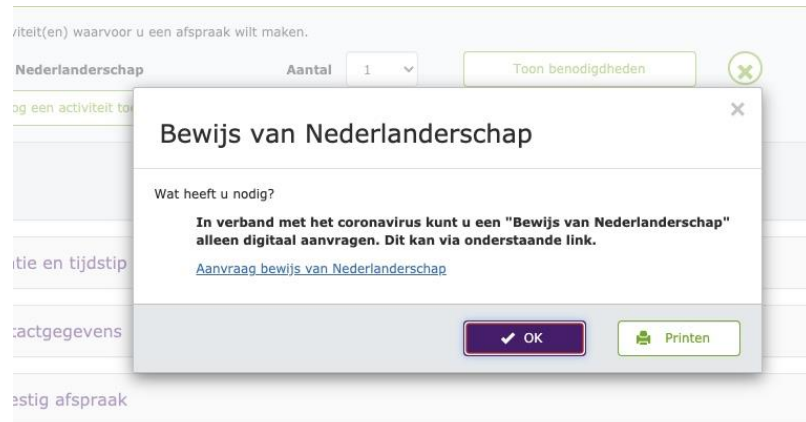 viteit(en) waarvoor u een afspraak wilt maken.
Nederlanderschap Aantal 1 Toon benodigdheden
og een activiteit to
Bewijs van Nederlanderschap
Wat heeft u nodig?
In verband met het coronavirus kunt u een "Bewijs van Nederlanderschap"
alleen digitaal aanvragen. Dit kan via onderstaande link.
Aanvraag bewijs van Nederlanderschap
OK Printen
tie en tijdstip
tactgegevens
estig afspraak